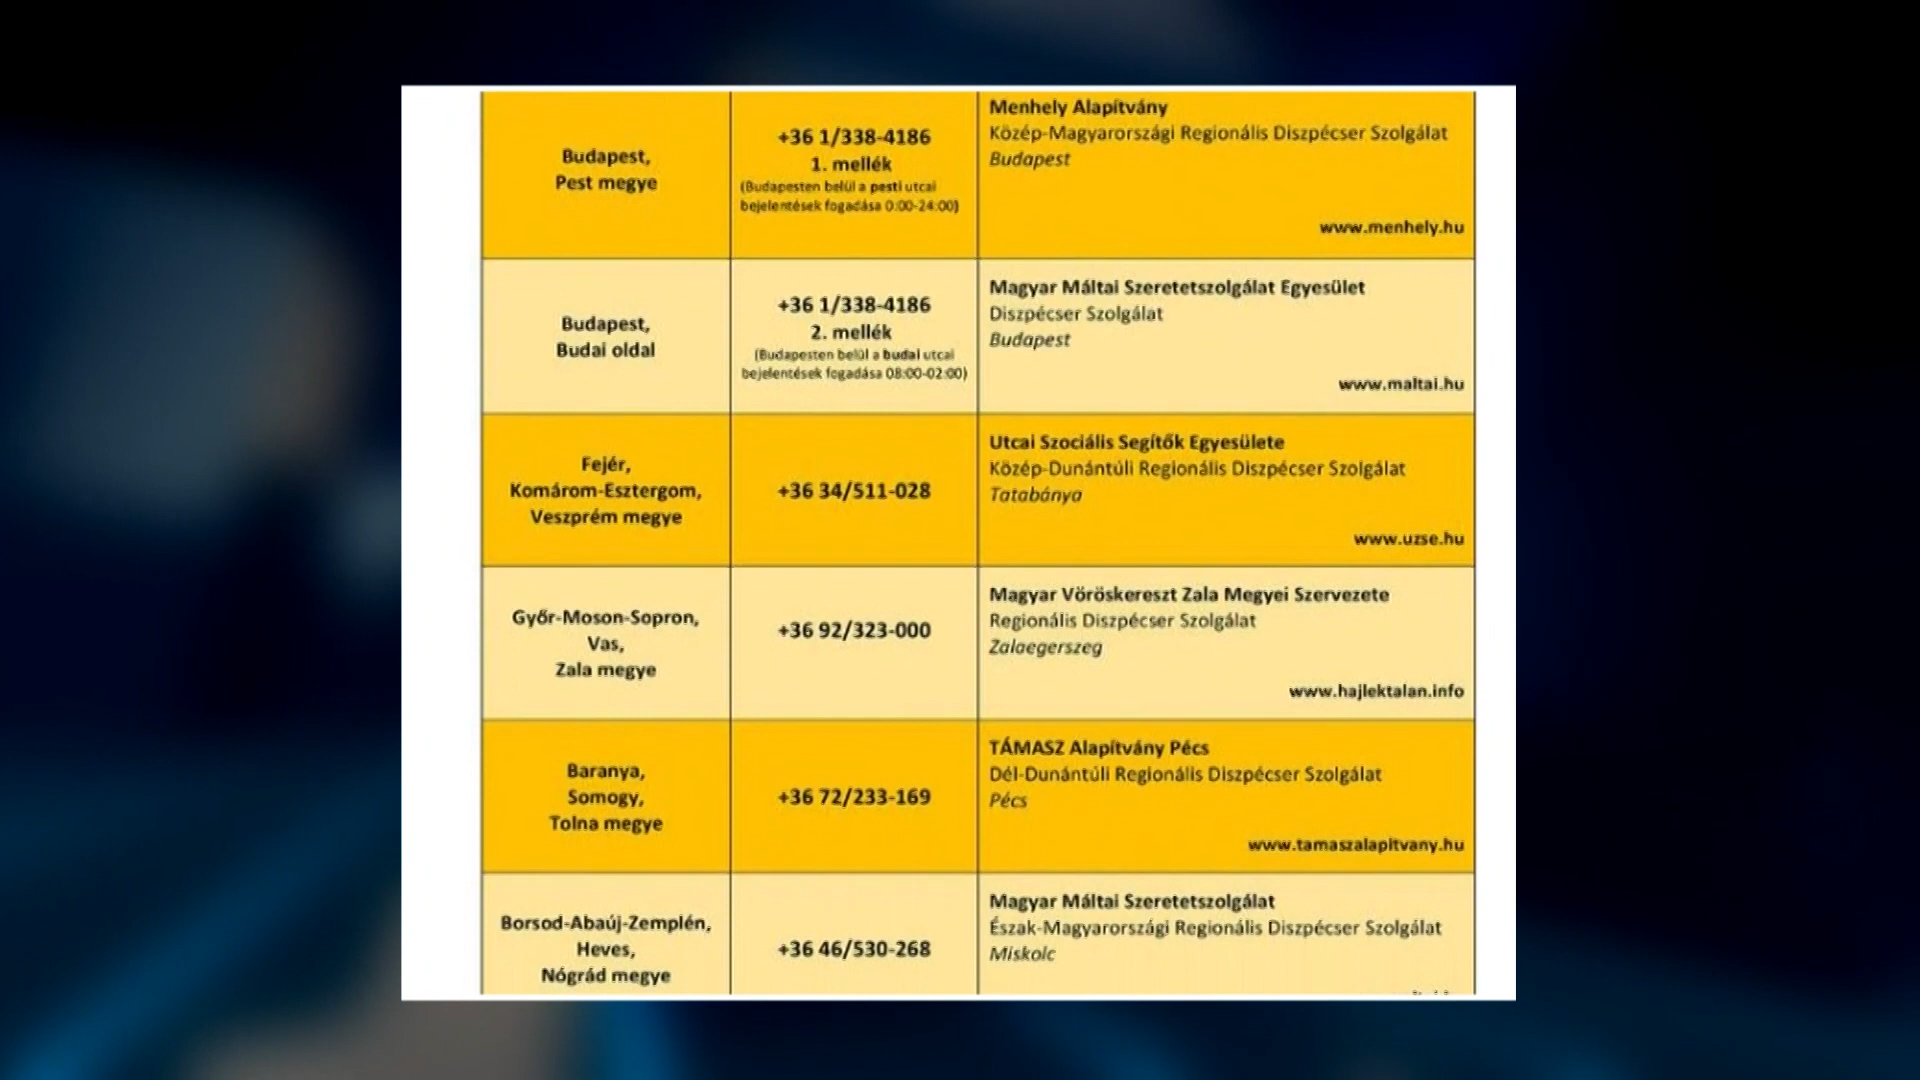 Budapest,
Pest megye
+36 1/338-4186
1. mellék
(Budapesten belül a pesti utcai
bejelentések fogadása 0:00-24:00)
Menhely Alapítvány
Közép-Magyarországi Regionális Diszpécser Szolgálat
Budapest
www.menhely.hu
Budapest,
Budai oldal
+36 1/338-4186
2. mellék
(Budapesten belül a budai utcai
bejelentések fogadása 08:00-02:00)
Magyar Máltai Szeretetszolgálat Egyesület
Diszpécser Szolgálat
Budapest
www.maltai.hu
Fejér,
Komárom-Esztergom,
Veszprém megye
+36 34/511-028
Utcai Szociális Segítők Egyesülete
Közép-Dunántúli Regionális Diszpécser Szolgálat
Tatabánya
www.uzse.hu
Győr-Moson-Sopron,
Vas,
Zala megye
+36 92/323-000
Magyar Vöröskereszt Zala Megyei Szervezete
Regionális Diszpécser Szolgálat
Zalaegerszeg
www.hajlektalan.info
Baranya,
Somogy,
Tolna megye
+36 72/233-169
TÁMASZ Alapítvány Pécs
Dél-Dunántúli Regionális Diszpécser Szolgálat
Pécs
www.tamaszalapitvany.hu
Borsod-Abaúj-Zemplén,
Heves,
Nógrád megye
+36 46/530-268
Magyar Máltai Szeretetszolgálat
Észak-Magyarországi Regionális Diszpécser Szolgálat
Miskolc